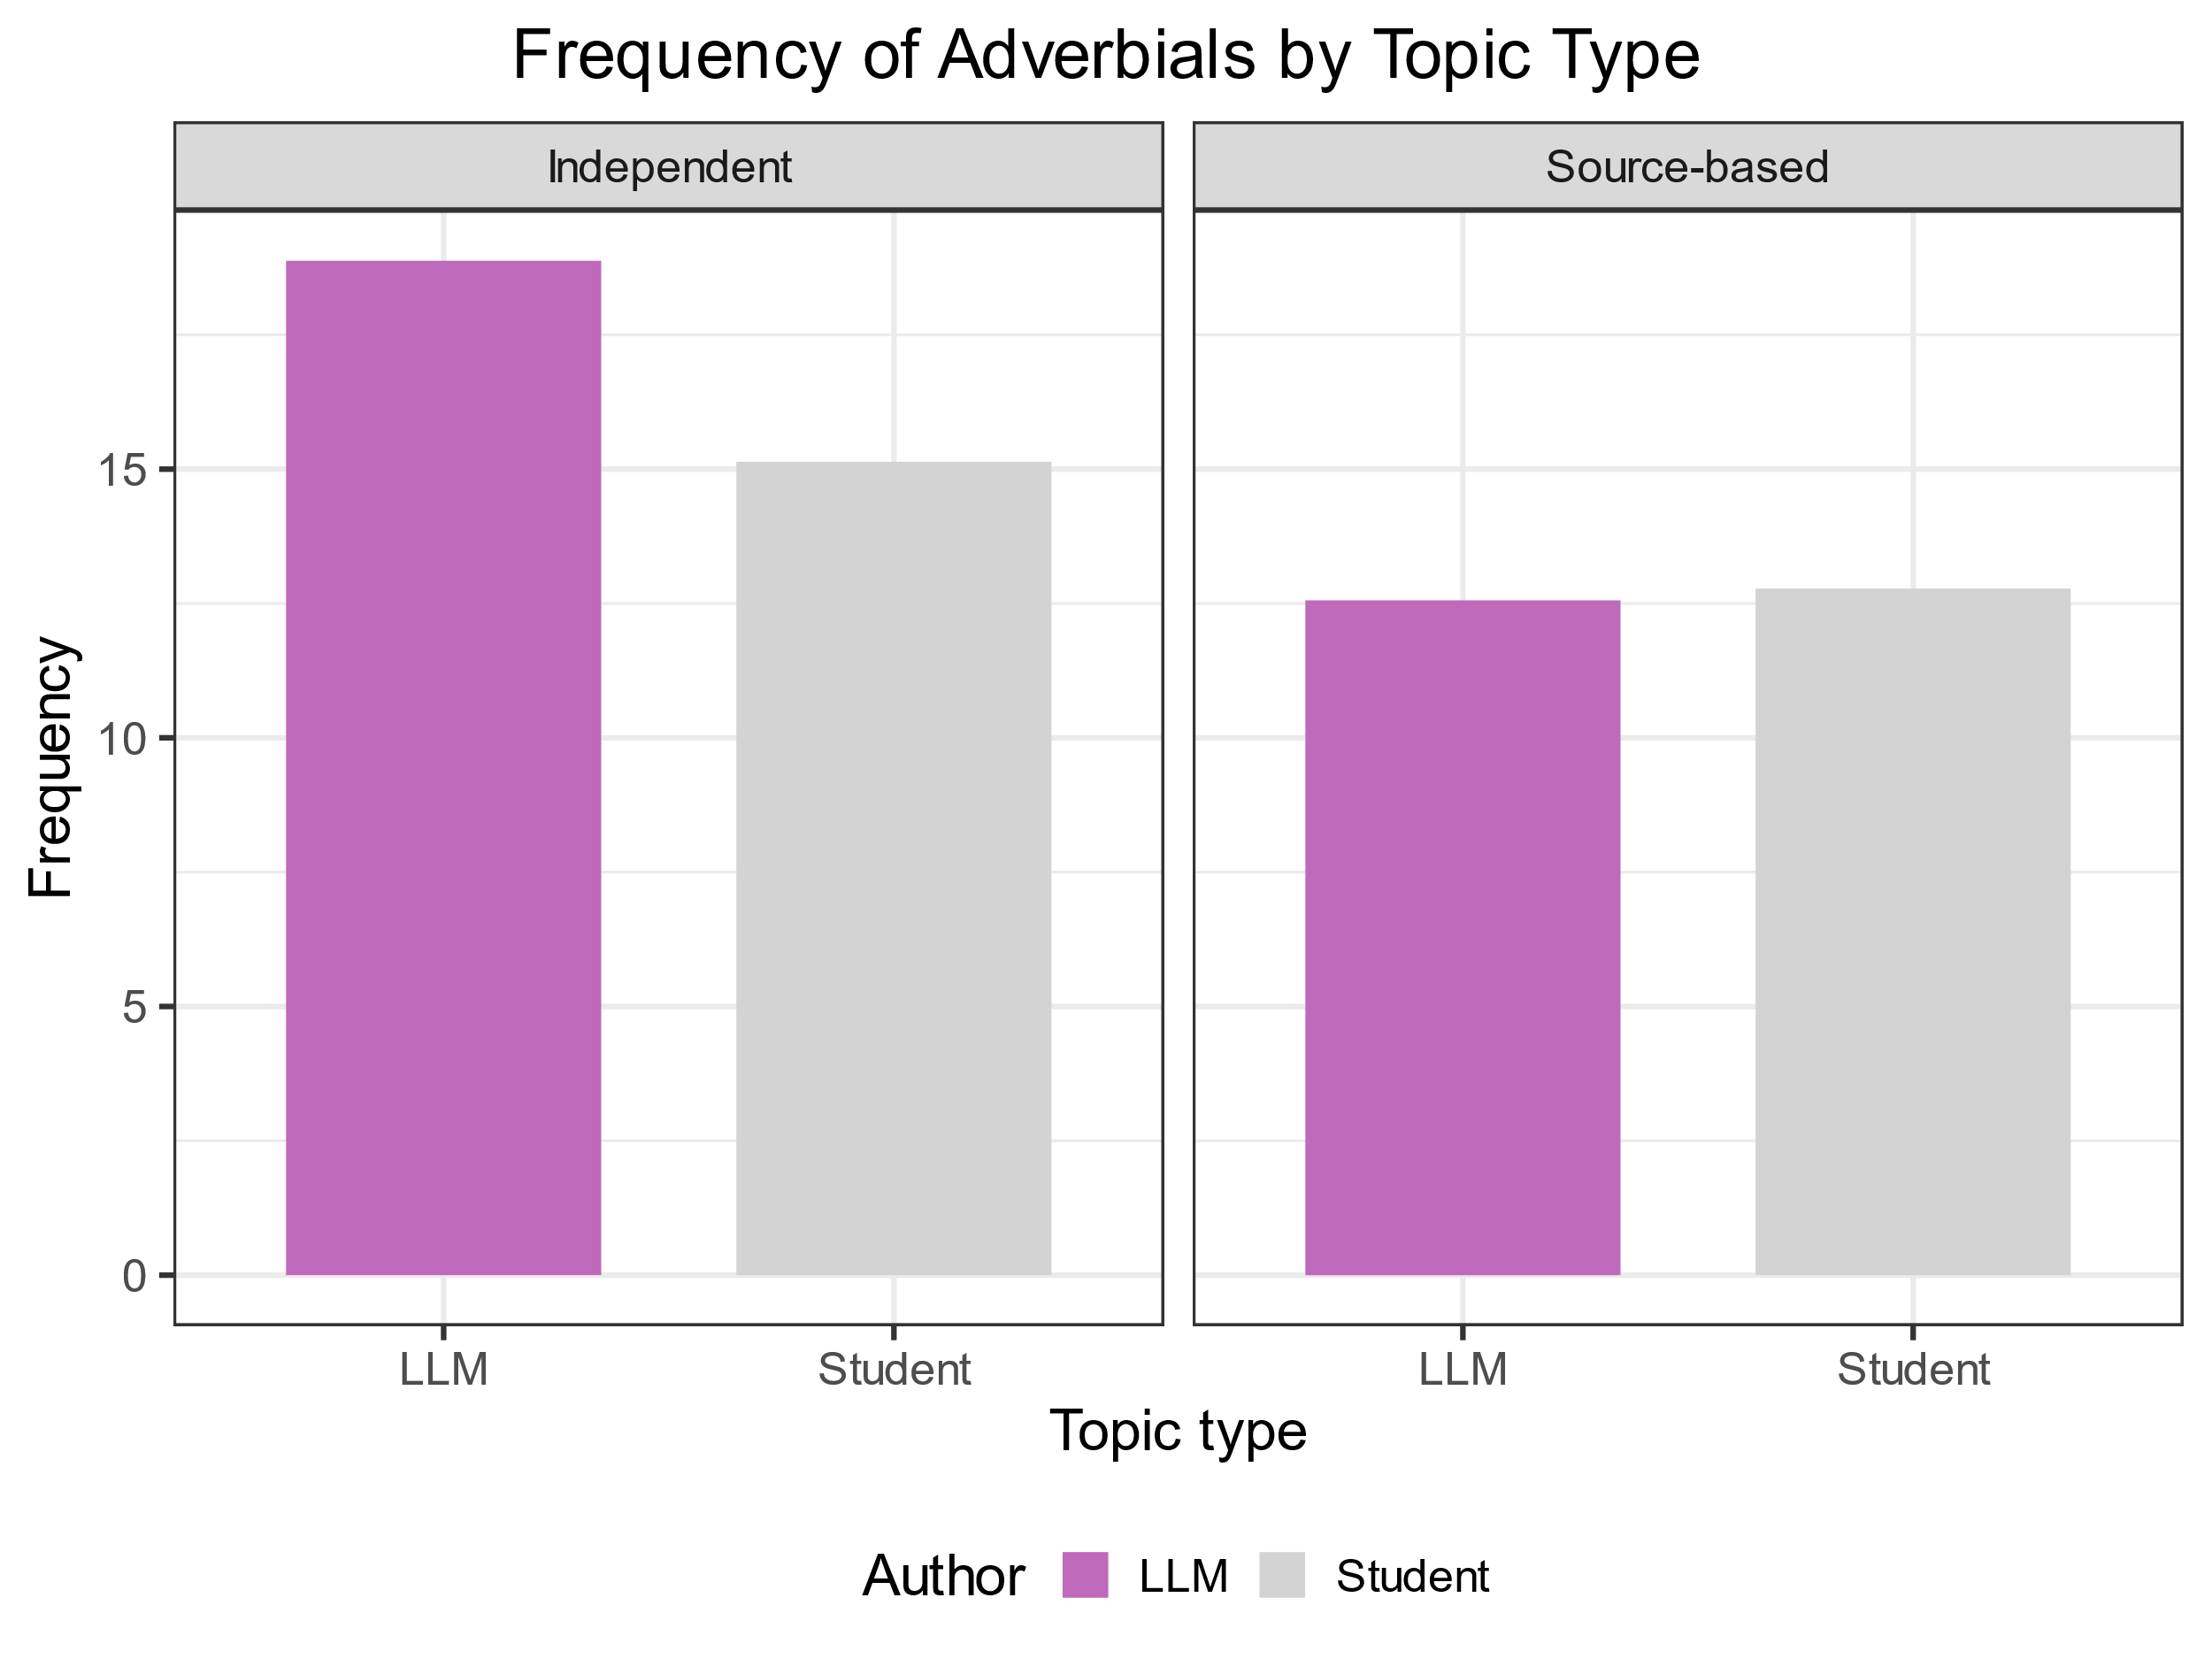 Frequency of Adverbials by Topic Type
Independent
Source-based
Frequency
15
10
5
0
LLM
Student
LLM
Student
Topic type
Author
LLM
Student